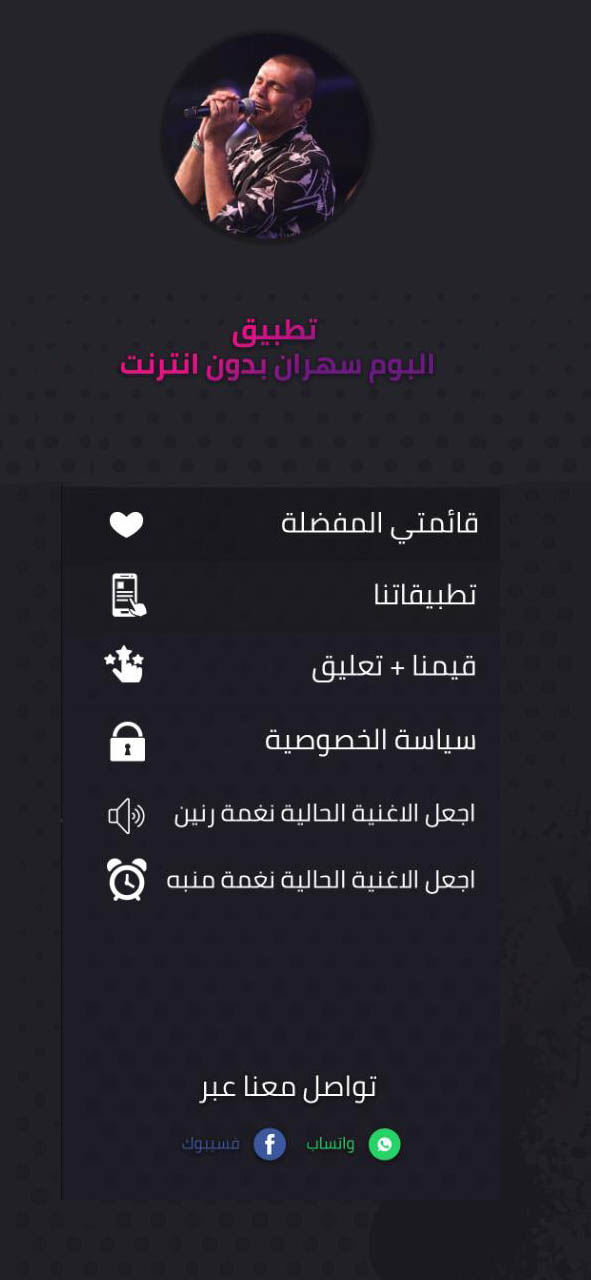 تطبيق
البوم سهران بدون انترنت
قائمتي المفضلة
تطبيقاتنا
قيمنا + تعليق
سياسة الخصوصية
اجعل الاغنية الحالية نغمة رنين
اجعل الاغنية الحالية نغمة منبه
تواصل معنا عبر
واتساب فسيبوك